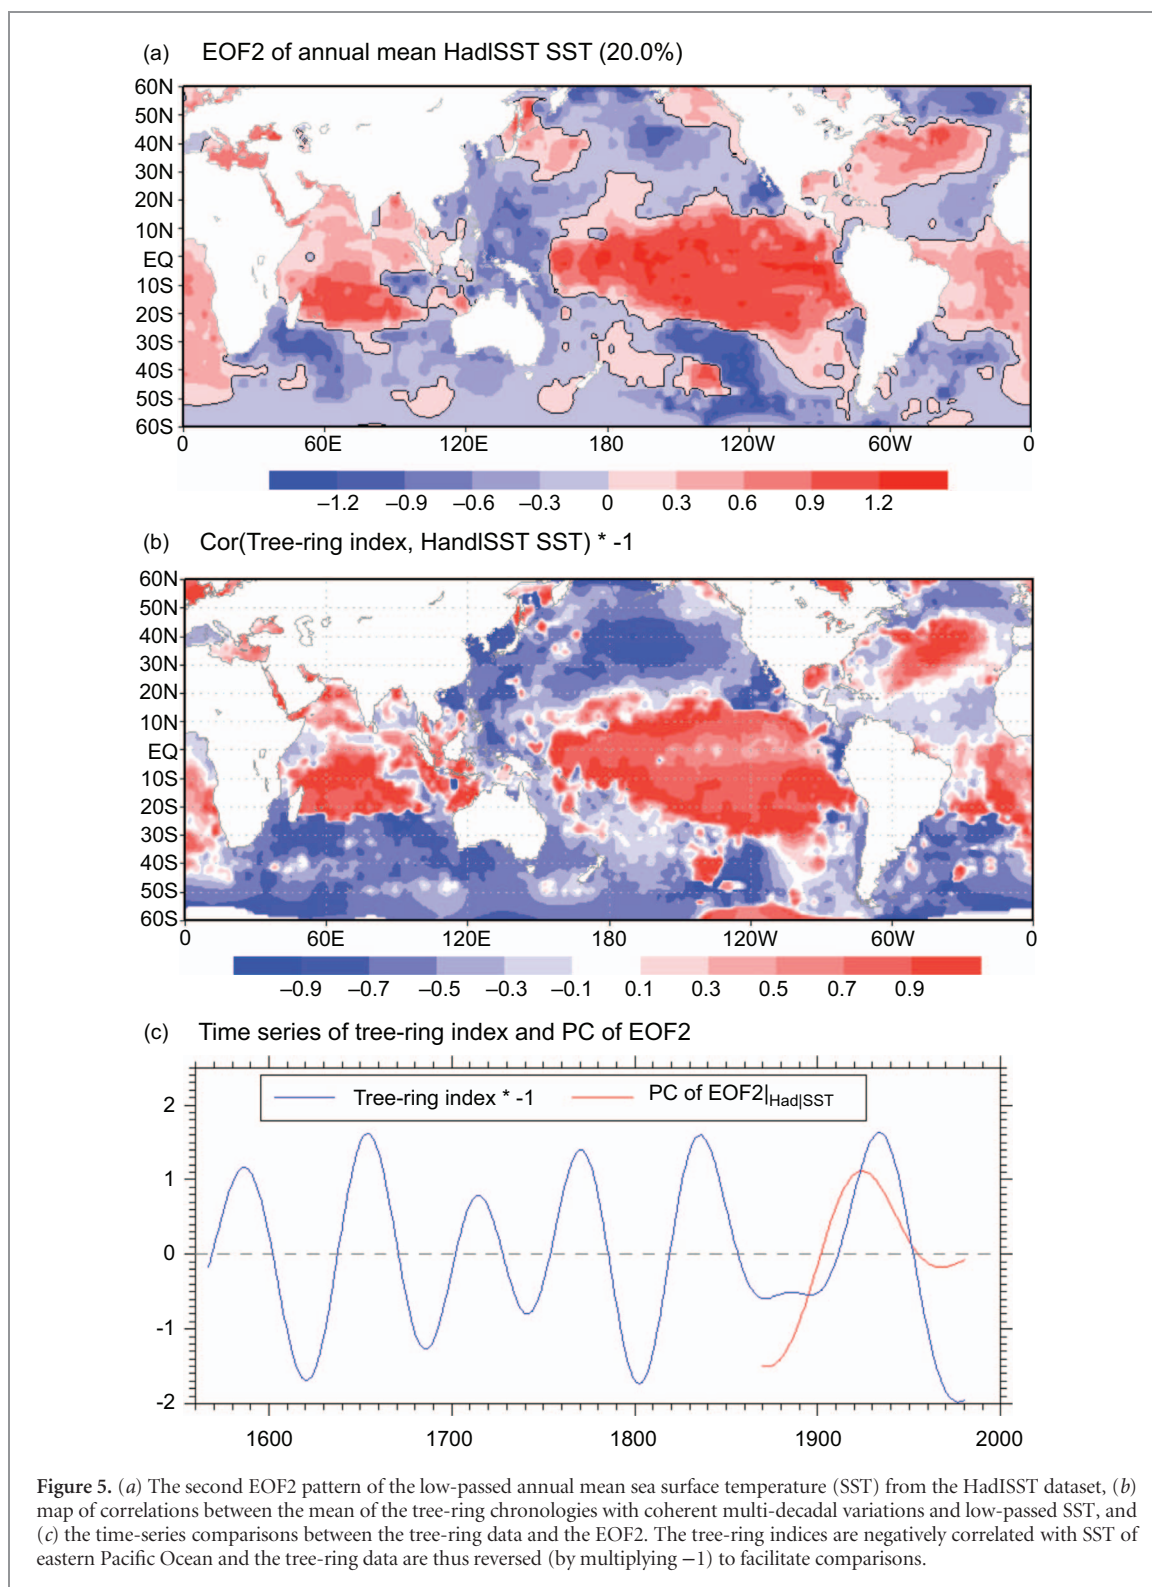 (a) EOF2 of annual mean HadlSST SST (20.0%)
60N
50N
40N
30N
20N
10N
EQ
10S
20S
30S
40S
50S
60S
0 60E 120E 180 120W 60W 0
−1.2 −0.9 −0.6 −0.3 0 0.3 0.6 0.9 1.2
(b) Cor(Tree-ring index, HandlSST SST) * -1
60N
50N
40N
30N
20N
10N
EQ
10S
20S
30S
40S
50S
60S
0 60E 120E 180 120W 60W 0
−0.9 −0.7 −0.5 −0.3 −0.1 0.1 0.3 0.5 0.7 0.9
(c) Time series of tree-ring index and PC of EOF2
Tree-ring index * -1 PC of EOF2|Had|SST
2
1
0
-1
-2
1600 1700 1800 1900 2000
Figure 5. (a) The second EOF2 pattern of the low-passed annual mean sea surface temperature (SST) from the HadISST dataset, (b)
map of correlations between the mean of the tree-ring chronologies with coherent multi-decadal variations and low-passed SST, and
(c) the time-series comparisons between the tree-ring data and the EOF2. The tree-ring indices are negatively correlated with SST of
eastern Pacific Ocean and the tree-ring data are thus reversed (by multiplying −1) to facilitate comparisons.